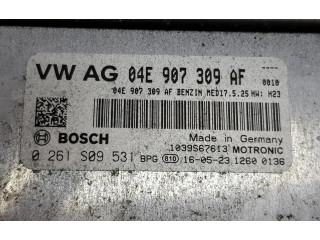 VW AG 04E 907 309 AF
0010
04E 907 309 AF BENZIN MED17.5.25 HW: H23
BOSCH
Made in Germany
1039S67613 MOTRONIC
0 261 S09 531 BPG 810 16-05-23 1260 0136